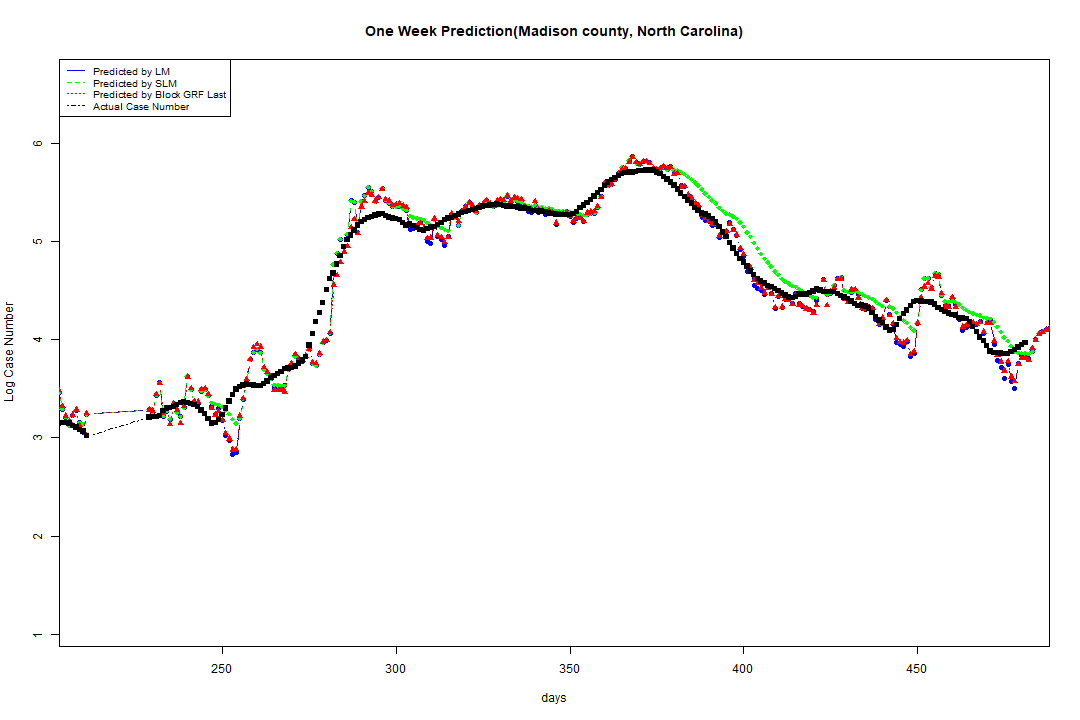 One Week Prediction(Madison county, North Carolina)
Predicted by LM
Predicted by SLM
Predicted by Block GRF Last
Actual Case Number
Log Case Number
6
5
4
3
2
1
250 300 350 400 450
days